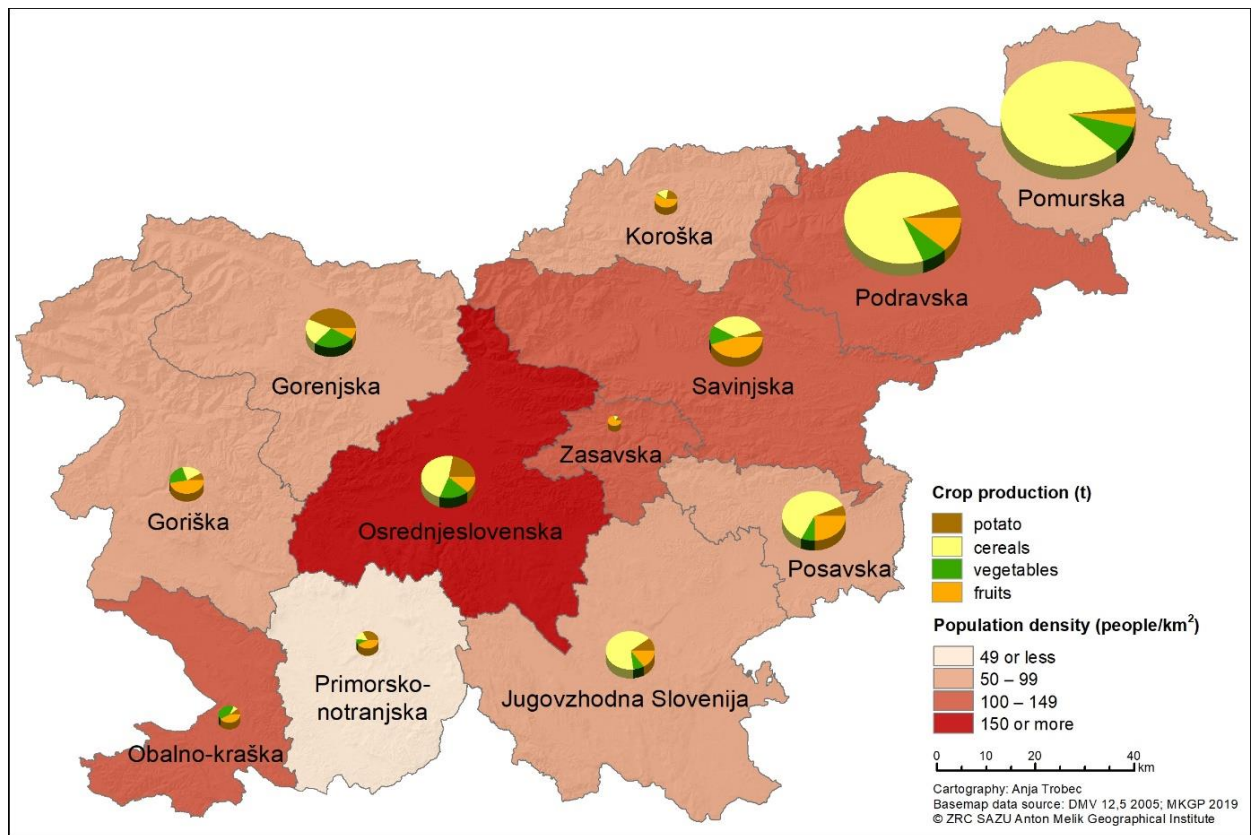 Pomurska
Koroška
Podravska
Gorenjska
Savinjska
Zasavska
Goriška
Osrednjeslovenska
Posavska
Primorsko-
notranjska
Jugovzhodna Slovenija
Obalno-kraška
Crop production (t)
potato
cereals
vegetables
fruits
Population density (people/km²)
49 or less
50 – 99
100 – 149
150 or more
0 10 20 40
km
Cartography: Anja Trobec
Basemap data source: DMV 12,5 2005; MKGP 2019
© ZRC SAZU Anton Melik Geographical Institute